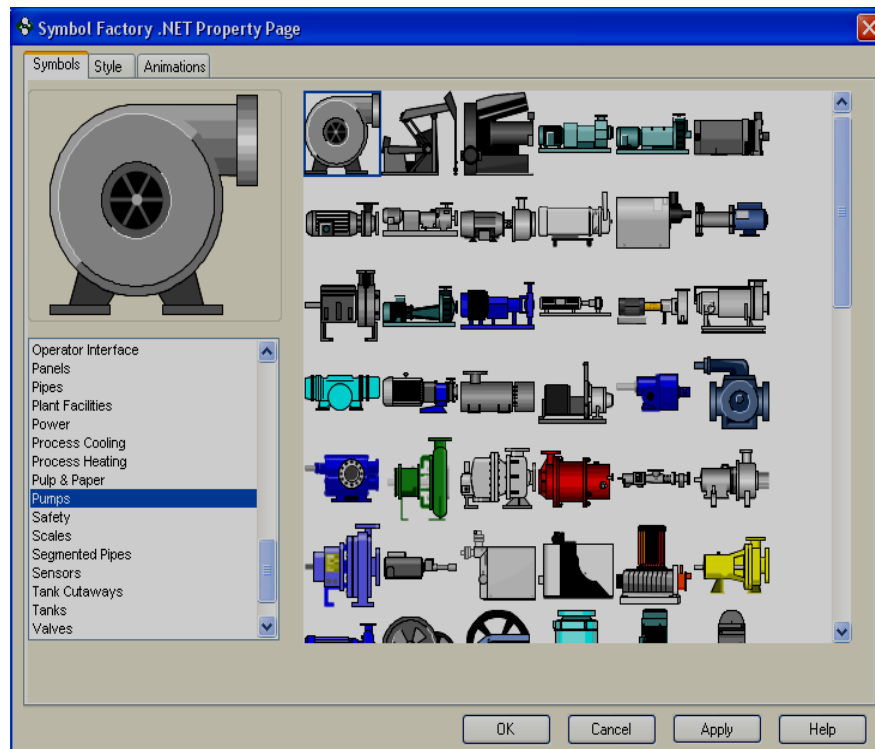 Symbol Factory .NET Property Page
Symbols Style Animations
Operator Interface
Panels
Pipes
Plant Facilities
Power
Process Cooling
Process Heating
Pulp & Paper
Pumps
Safety
Scales
Segmented Pipes
Sensors
Tank Cutaways
Tanks
Valves
OK Cancel Apply Help